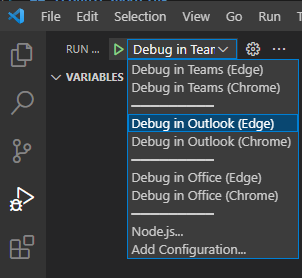 File Edit Selection View Go
RUN ... Debug in Tear
VARIABLES
Debug in Teams (Edge)
Debug in Teams (Chrome)
Debug in Outlook (Edge)
Debug in Outlook (Chrome)
Debug in Office (Edge)
Debug in Office (Chrome)
Node.js...
Add Configuration...